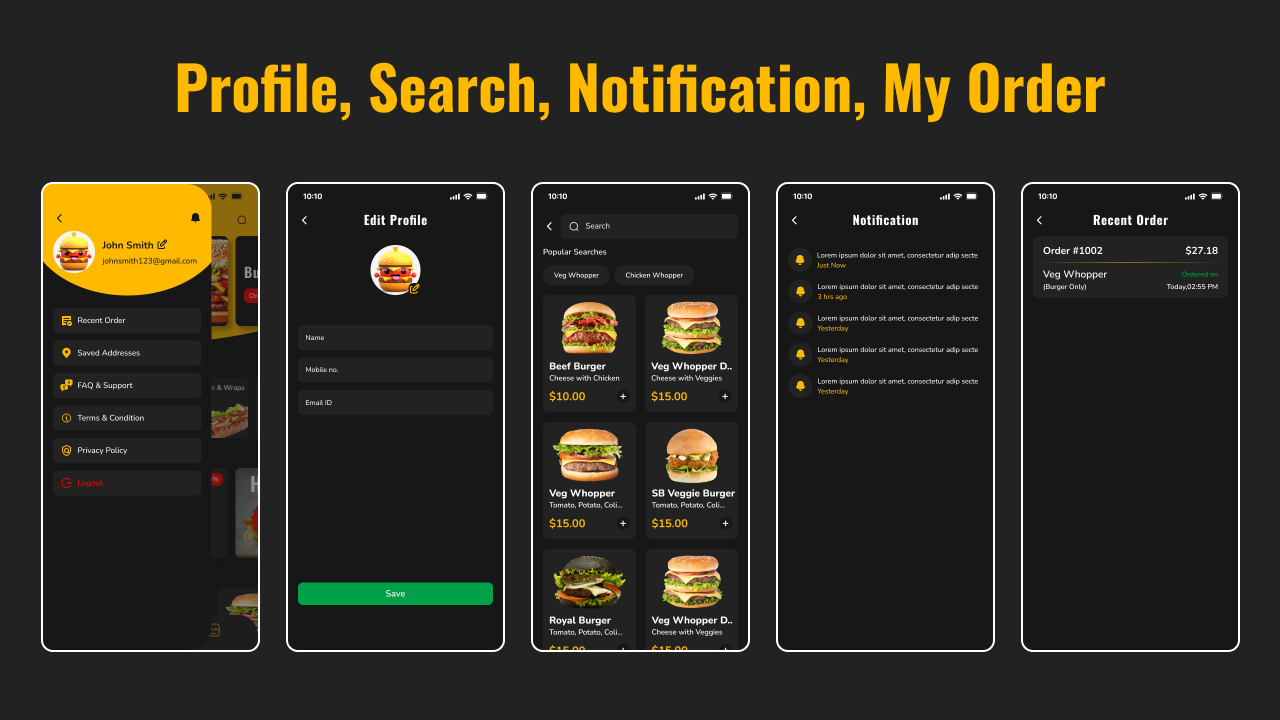 Profile, Search, Notification, My Order
John Smith
johnsmith123@gmail.com
Recent Order
Saved Addresses
FAQ & Support
Terms & Condition
Privacy Policy
Logout
Bu
& Wraps
%
H
10:10
Edit Profile
Name
Mobile no.
Email ID
Save
10:10
Search
Popular Searches
Veg Whopper
Chicken Whopper
Beef Burger
Cheese with Chicken
$10.00 +
Veg Whopper D..
Cheese with Veggies
$15.00 +
Veg Whopper
Tomato, Potato, Coli...
$15.00 +
SB Veggie Burger
Tomato, Potato, Coli...
$15.00 +
Royal Burger
Tomato, Potato, Coli...
$15.00
Veg Whopper D..
Cheese with Veggies
$15.00
10:10
Notification
Lorem ipsum dolor sit amet, consectetur adip secte
Just Now
Lorem ipsum dolor sit amet, consectetur adip secte
3 hrs ago
Lorem ipsum dolor sit amet, consectetur adip secte
Yesterday
Lorem ipsum dolor sit amet, consectetur adip secte
Yesterday
Lorem ipsum dolor sit amet, consectetur adip secte
Yesterday
10:10
Recent Order
Order #1002 $27.18
Veg Whopper Ordered on
(Burger Only) Today,02:55 PM